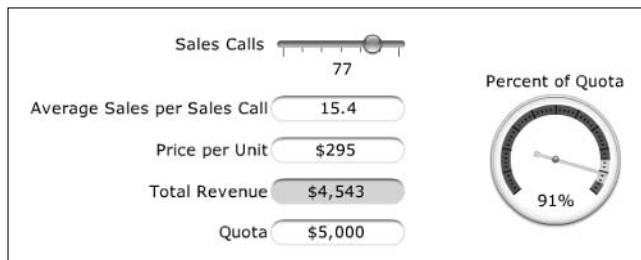 Sales Calls
77
Percent of Quota
Average Sales per Sales Call 15.4
Price per Unit $295
Total Revenue $4,543
91%
Quota $5,000